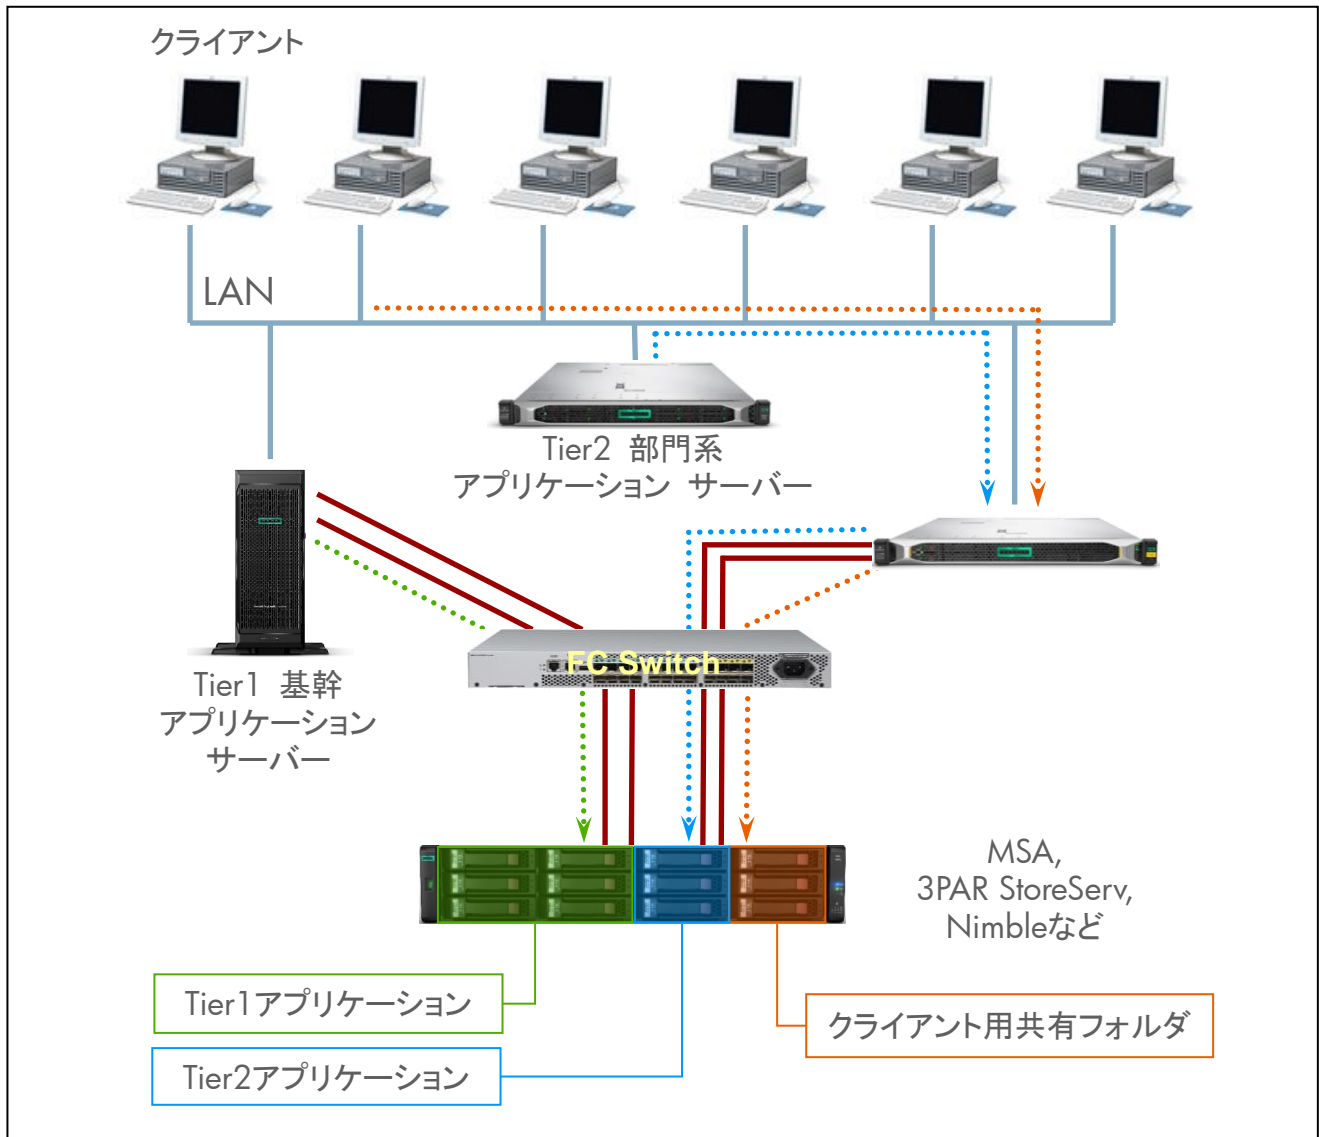 クライアント
LAN
Tier2 部門系
アプリケーション サーバー
FC Switch
Tier1 基幹
アプリケーション
サーバー
MSA,
3PAR StoreServ,
Nimbleなど
Tier1アプリケーション
クライアント用共有フォルダ
Tier2アプリケーション